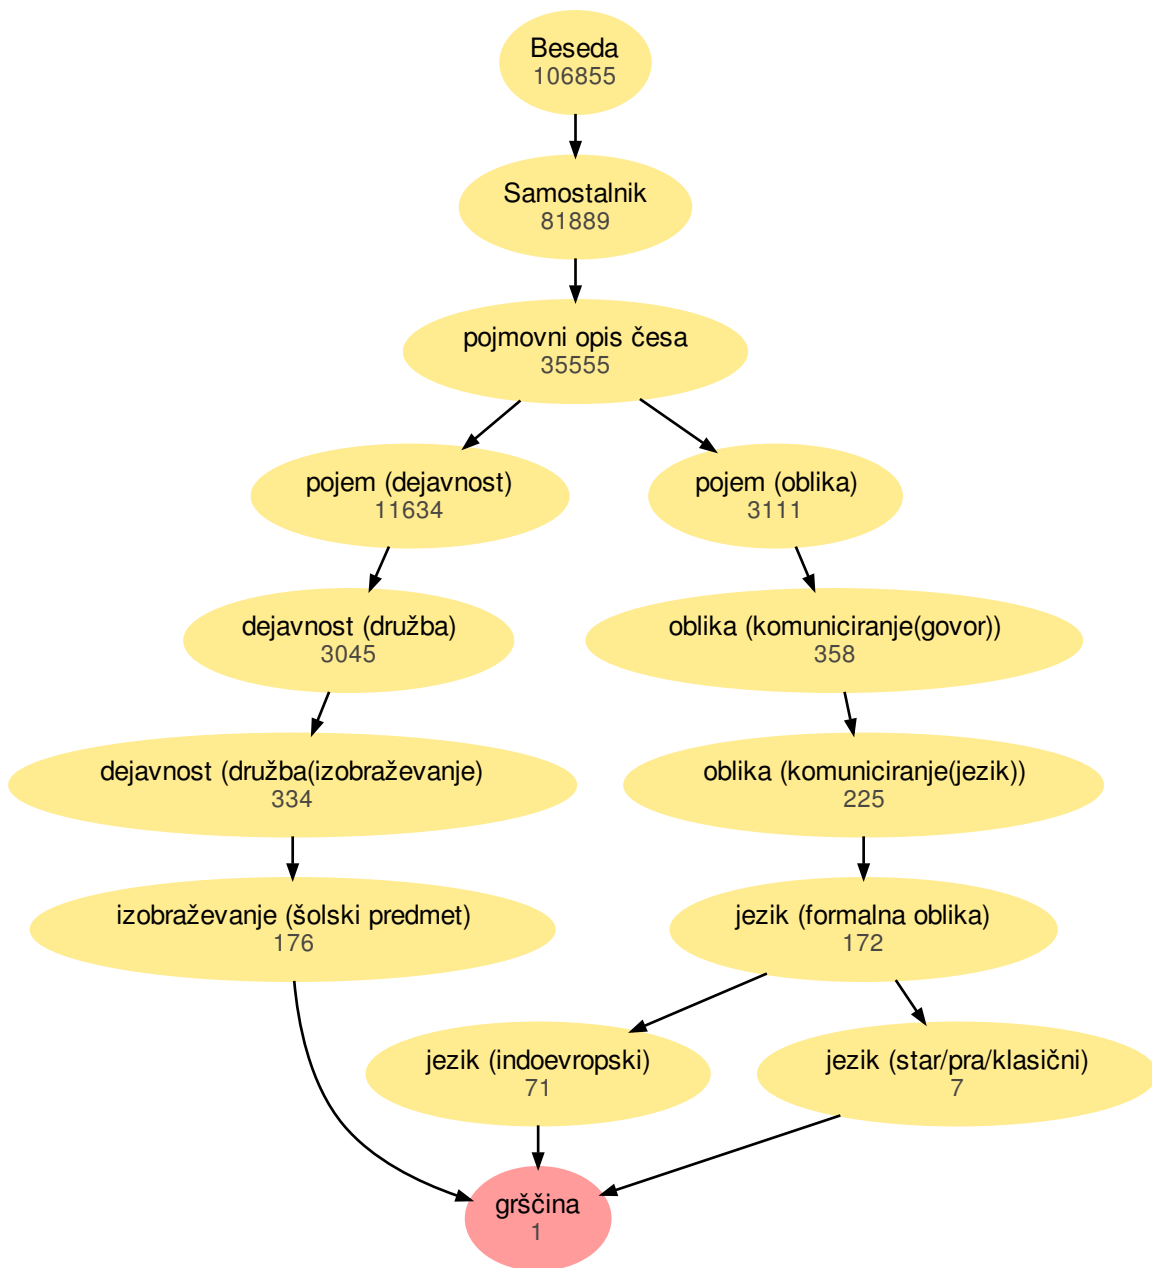 Beseda
106855
Samostalnik
81889
pojmovni opis česa
35555
pojem (dejavnost)
11634
pojem (oblika)
3111
dejavnost (družba)
3045
oblika (komuniciranje(govor))
358
dejavnost (družba(izobraževanje)
334
oblika (komuniciranje(jezik))
225
izobraževanje (šolski predmet)
176
jezik (formalna oblika)
172
jezik (indoevropski)
71
jezik (star/pra/klasični)
7
grščina
1